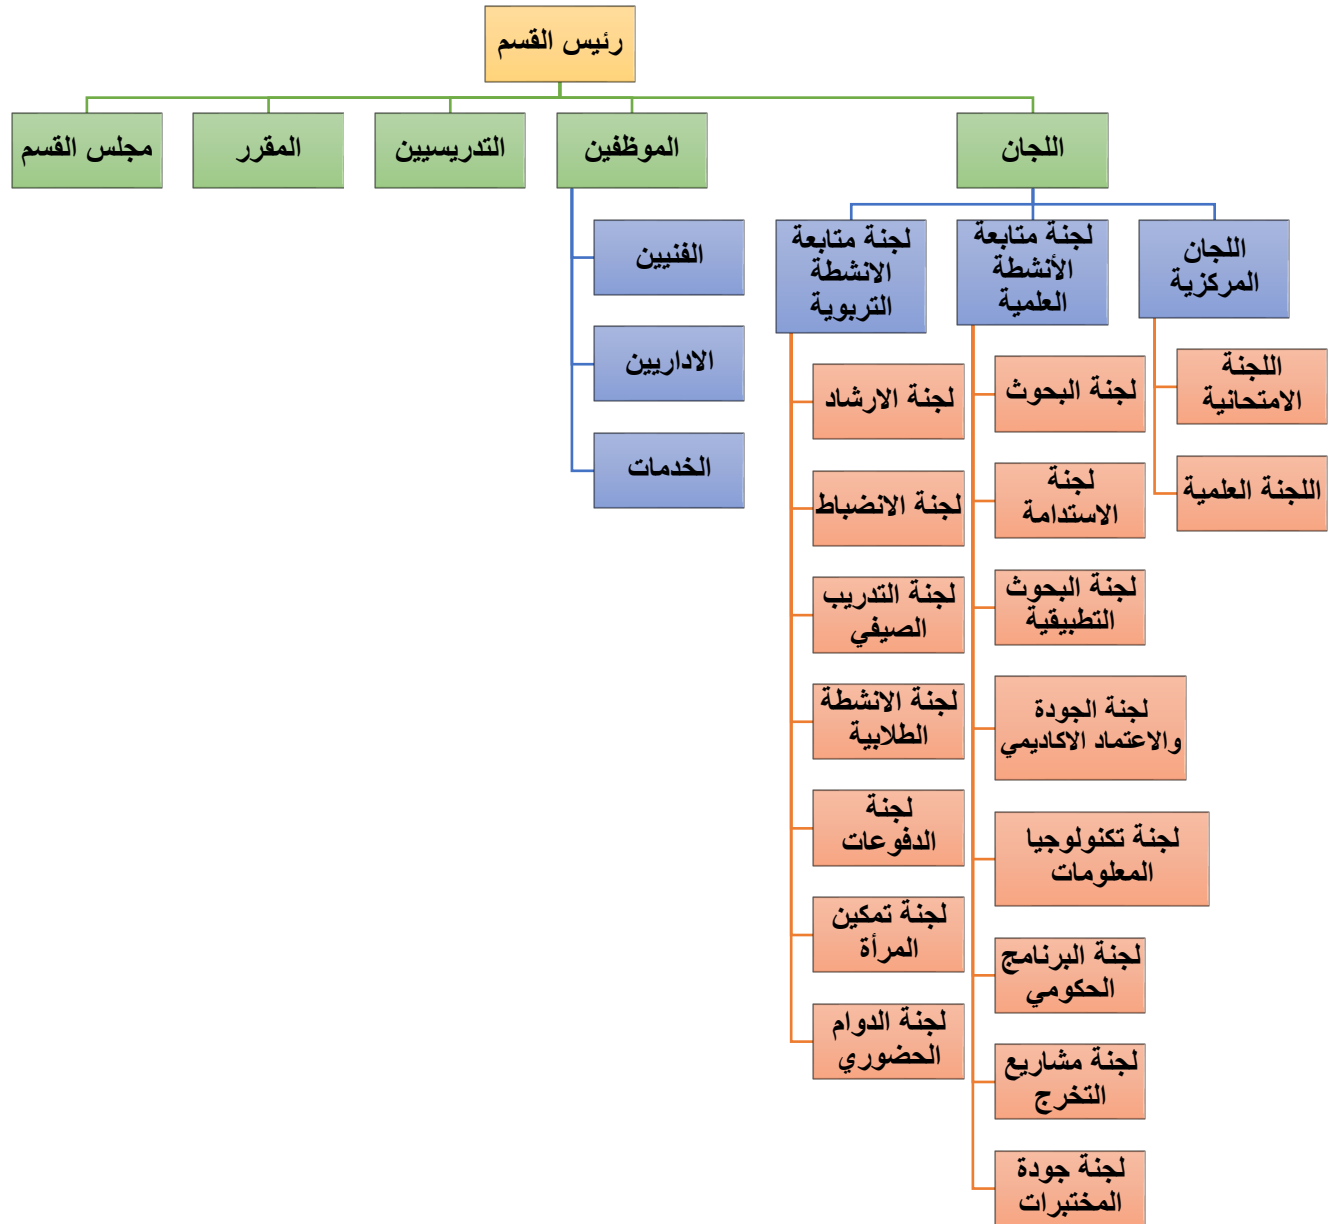 رئيس القسم
اللجان
الموظفين
التدريسيين
المقرر
مجلس القسم
اللجان
المركزية
اللجنة
الامتحانية
اللجنة العلمية
لجنة متابعة
الأنشطة
العلمية
لجنة البحوث
لجنة
الاستدامة
لجنة البحوث
التطبيقية
لجنة الجودة
والاعتماد الاكاديمي
لجنة تكنولوجيا
المعلومات
لجنة البرنامج
الحكومي
لجنة مشاريع
التخرج
لجنة جودة
المختبرات
لجنة متابعة
الانشطة
التربوية
لجنة الارشاد
لجنة الانضباط
لجنة التدريب
الصيفي
لجنة الانشطة
الطلابية
لجنة
الدفوعات
لجنة تمكين
المرأة
لجنة الدوام
الحضوري
الفنيين
الاداريين
الخدمات